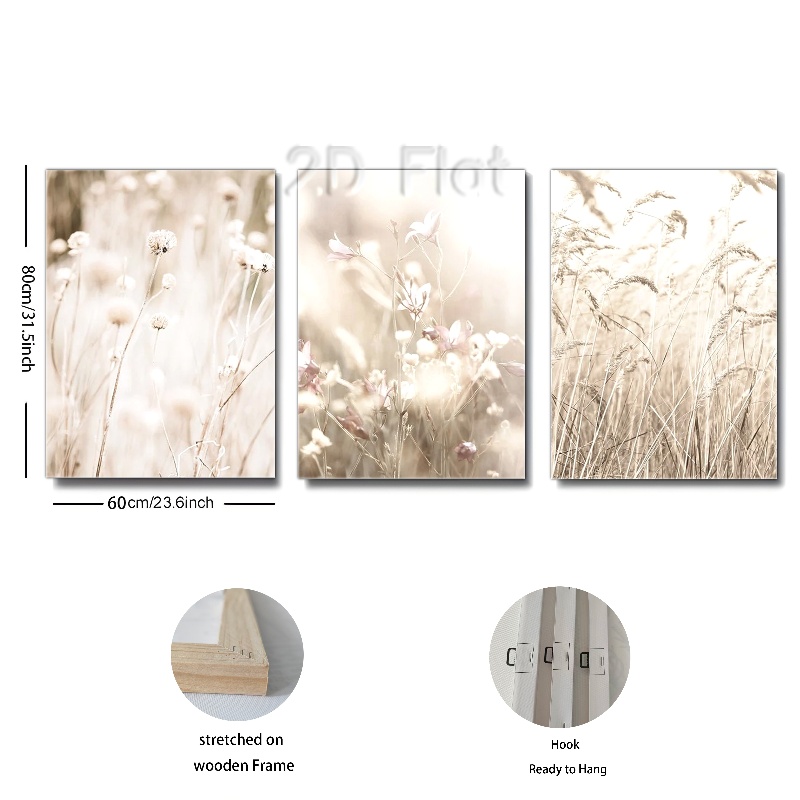 2D Flat
80cm/31.5inch
60cm/23.6inch
stretched on
wooden Frame
Hook
Ready to Hang